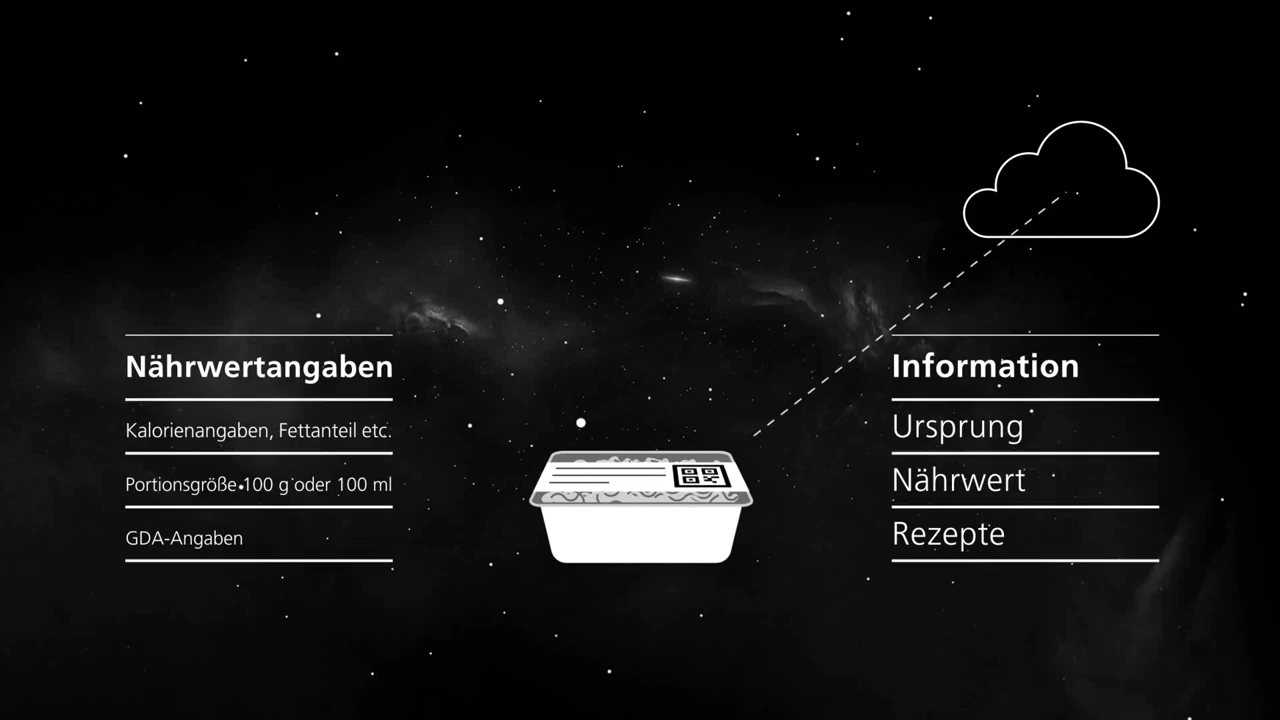 Nährwertangaben
Kalorienangaben, Fettanteil etc.
Portionsgröße 100 g oder 100 ml
GDA-Angaben
Information
Ursprung
Nährwert
Rezepte